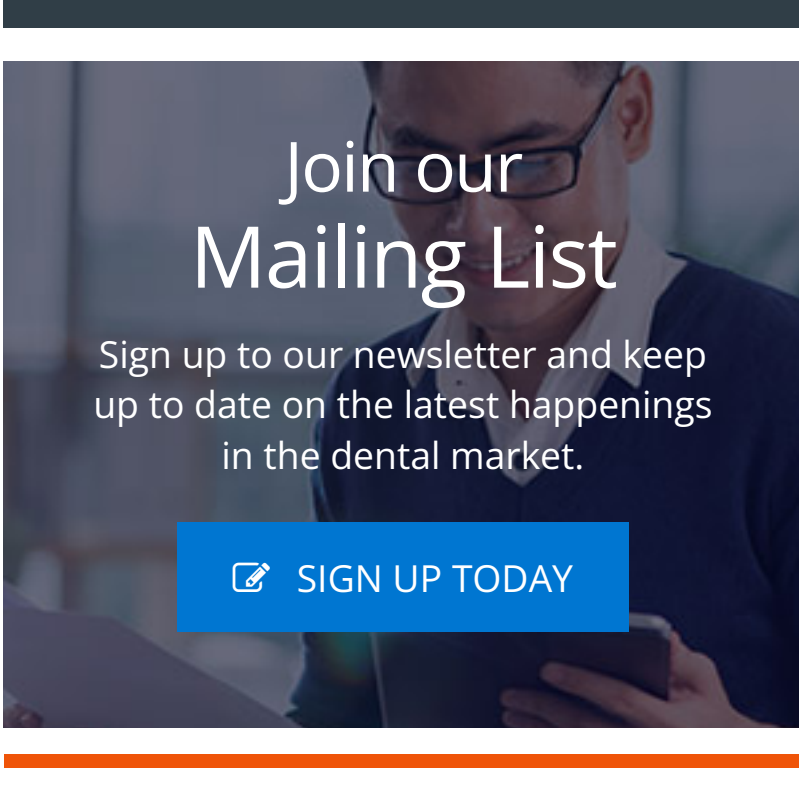 Join our
Mailing List
Sign up to our newsletter and keep
up to date on the latest happenings
in the dental market.
SIGN UP TODAY